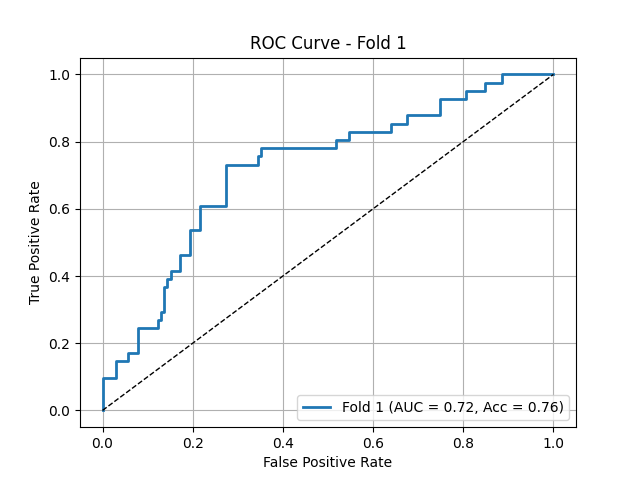 ROC Curve - Fold 1
True Positive Rate
1.0
0.8
0.6
0.4
0.2
0.0
Fold 1 (AUC = 0.72, Acc = 0.76)
0.0 0.2 0.4 0.6 0.8 1.0
False Positive Rate